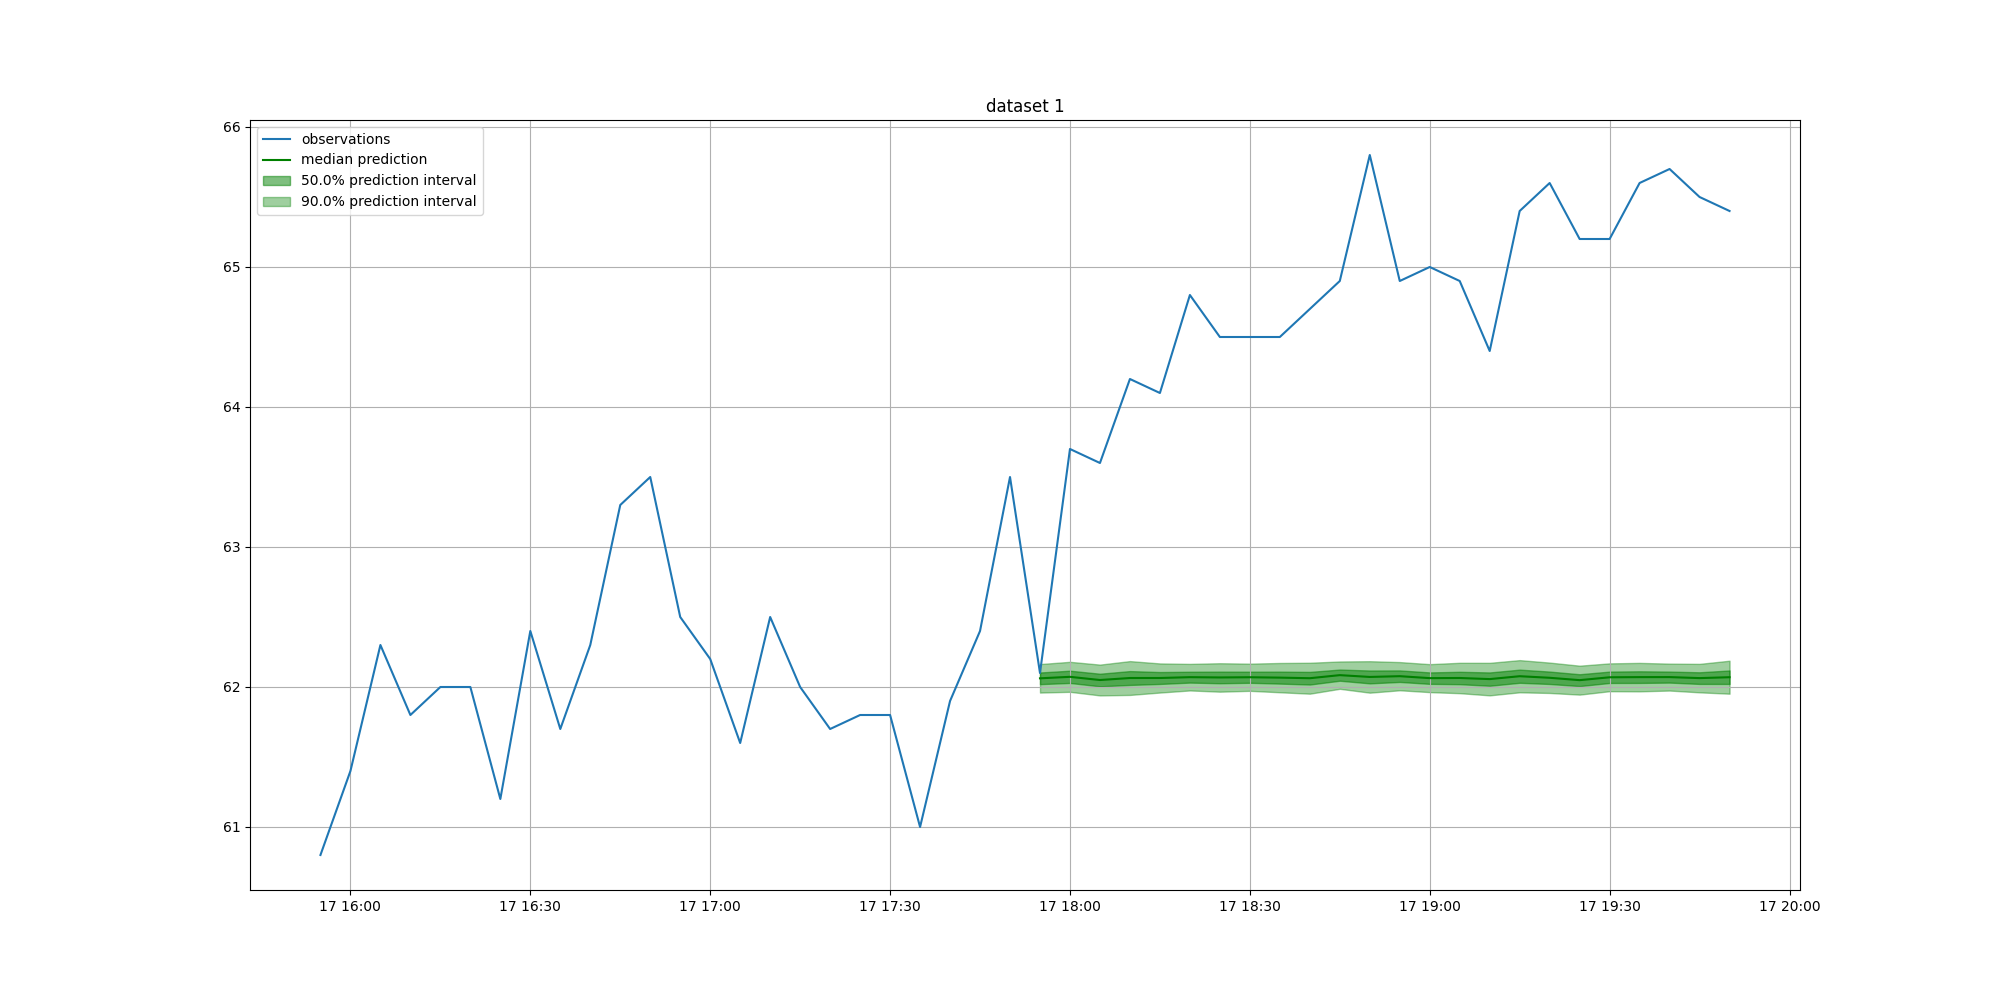 dataset 1
66
observations
median prediction
50.0% prediction interval
90.0% prediction interval
65
64
63
62
61
17 16:00 17 16:30 17 17:00 17 17:30 17 18:00 17 18:30 17 19:00 17 19:30 17 20:00